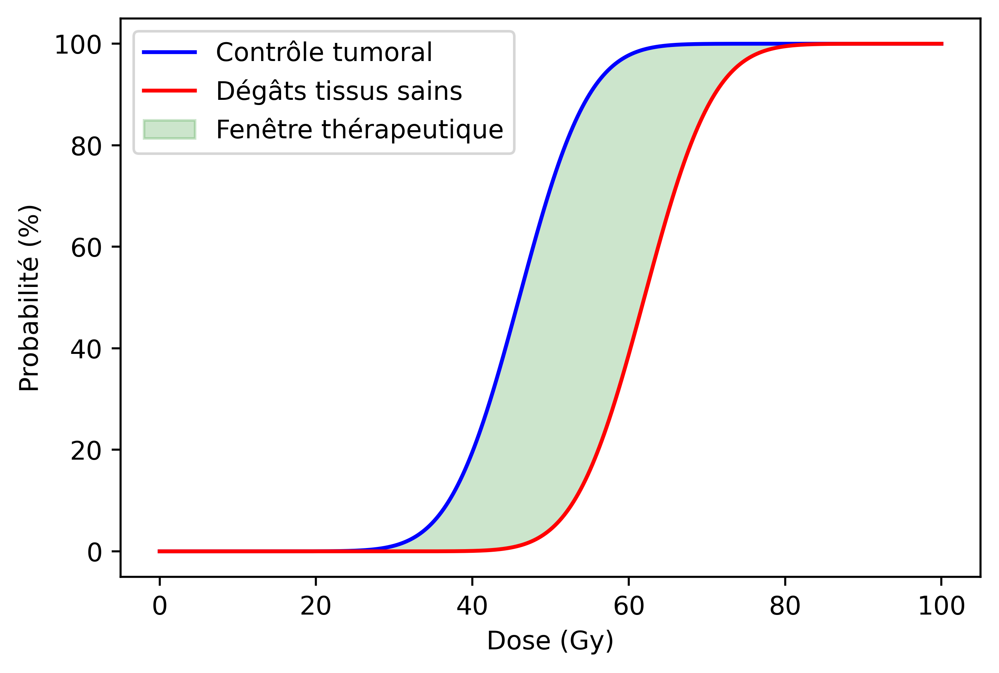 Contrôle tumoral
Dégâts tissus sains
Fenêtre thérapeutique
100
80
60
40
20
0
Probabilité (%)
0 20 40 60 80 100
Dose (Gy)